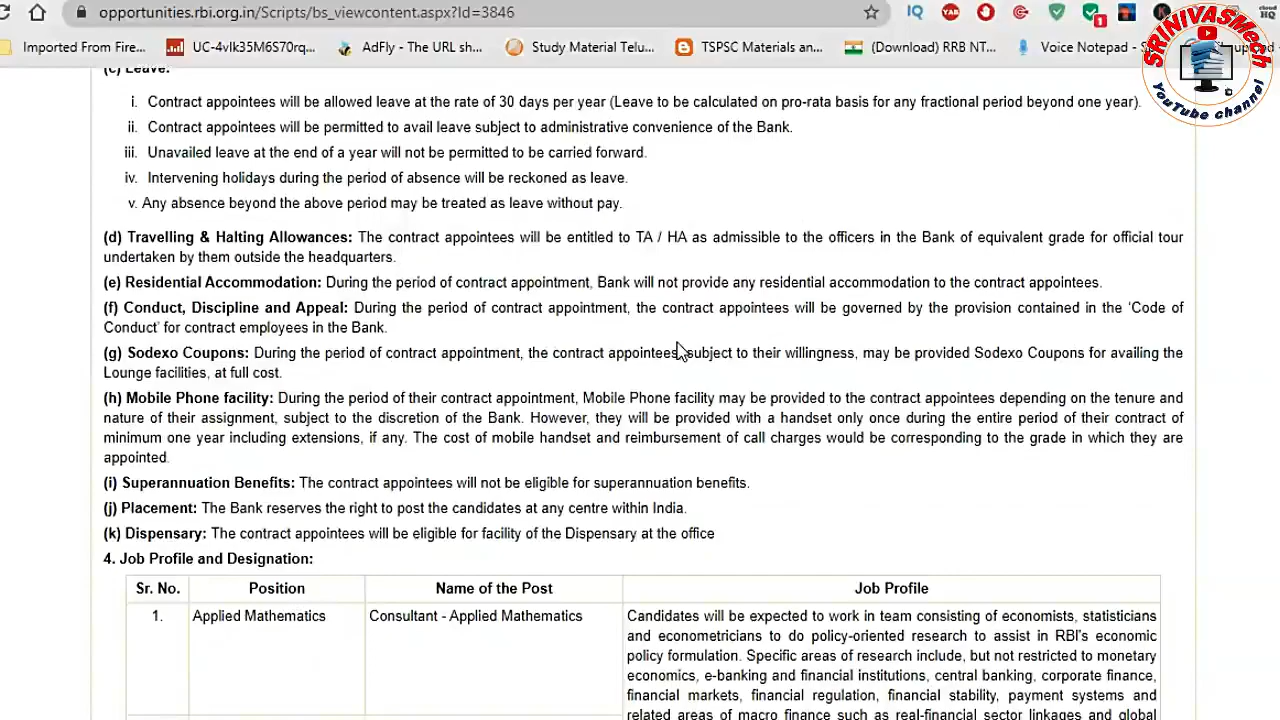 opportunities.rbi.org.in/Scripts/bs_viewcontent.aspx?Id=3846
Imported From Fire... UC-4vlk35M6S70rq... AdFly - The URL sh... Study Material Telu... TSPSC Materials an... (Download) RRB NT... Voice Notepad - S
SRINIVASMech
YouTube channel
(c) Leave:
i. Contract appointees will be allowed leave at the rate of 30 days per year (Leave to be calculated on pro-rata basis for any fractional period beyond one year).
ii. Contract appointees will be permitted to avail leave subject to administrative convenience of the Bank.
iii. Unavailed leave at the end of a year will not be permitted to be carried forward.
iv. Intervening holidays during the period of absence will be reckoned as leave.
v. Any absence beyond the above period may be treated as leave without pay.
(d) Travelling & Halting Allowances: The contract appointees will be entitled to TA / HA as admissible to the officers in the Bank of equivalent grade for official tour
undertaken by them outside the headquarters.
(e) Residential Accommodation: During the period of contract appointment, Bank will not provide any residential accommodation to the contract appointees.
(f) Conduct, Discipline and Appeal: During the period of contract appointment, the contract appointees will be governed by the provision contained in the ‘Code of
Conduct’ for contract employees in the Bank.
(g) Sodexo Coupons: During the period of contract appointment, the contract appointees, subject to their willingness, may be provided Sodexo Coupons for availing the
Lounge facilities, at full cost.
(h) Mobile Phone facility: During the period of their contract appointment, Mobile Phone facility may be provided to the contract appointees depending on the tenure and
nature of their assignment, subject to the discretion of the Bank. However, they will be provided with a handset only once during the entire period of their contract of
minimum one year including extensions, if any. The cost of mobile handset and reimbursement of call charges would be corresponding to the grade in which they are
appointed.
(i) Superannuation Benefits: The contract appointees will not be eligible for superannuation benefits.
(j) Placement: The Bank reserves the right to post the candidates at any centre within India.
(k) Dispensary: The contract appointees will be eligible for facility of the Dispensary at the office
4. Job Profile and Designation:
Sr. No. Position Name of the Post Job Profile
1. Applied Mathematics Consultant - Applied Mathematics Candidates will be expected to work in team consisting of economists, statisticians
and econometricians to do policy-oriented research to assist in RBI's economic
policy formulation. Specific areas of research include, but not restricted to monetary
economics, e-banking and financial institutions, central banking, corporate finance,
financial markets, financial regulation, financial stability, payment systems and
related areas of macro finance such as real-financial sector linkages and global